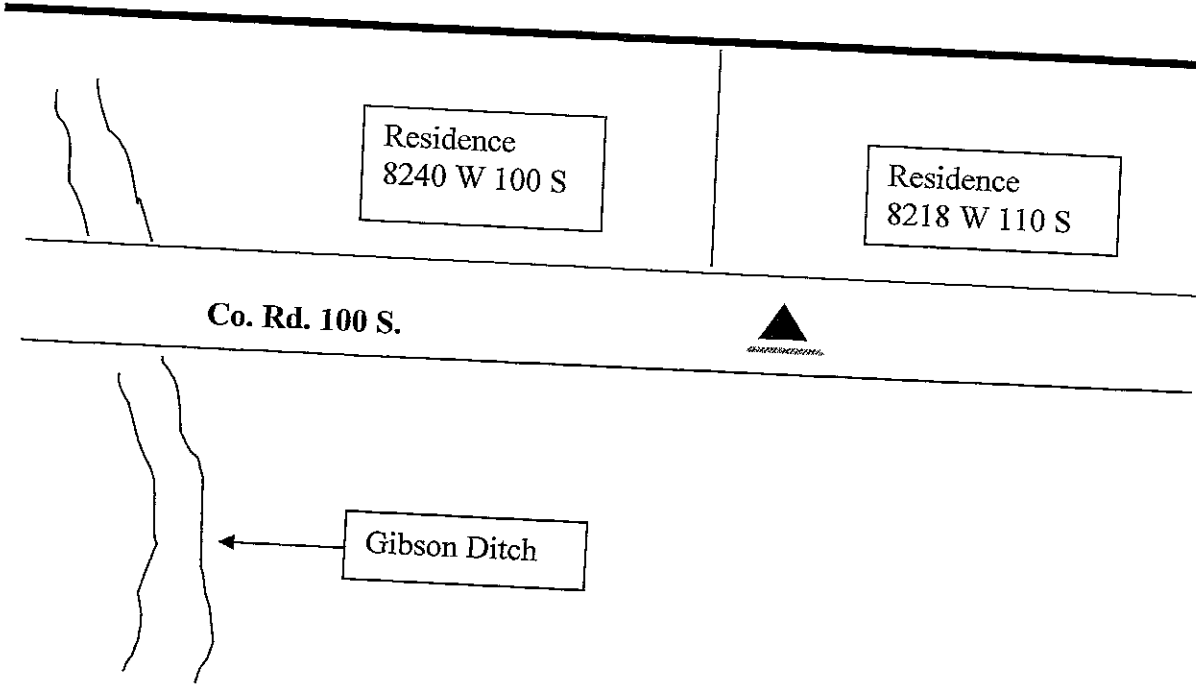 Residence
8240 W 100 S
Residence
8218 W 110 S
Co. Rd. 100 S.
Gibson Ditch